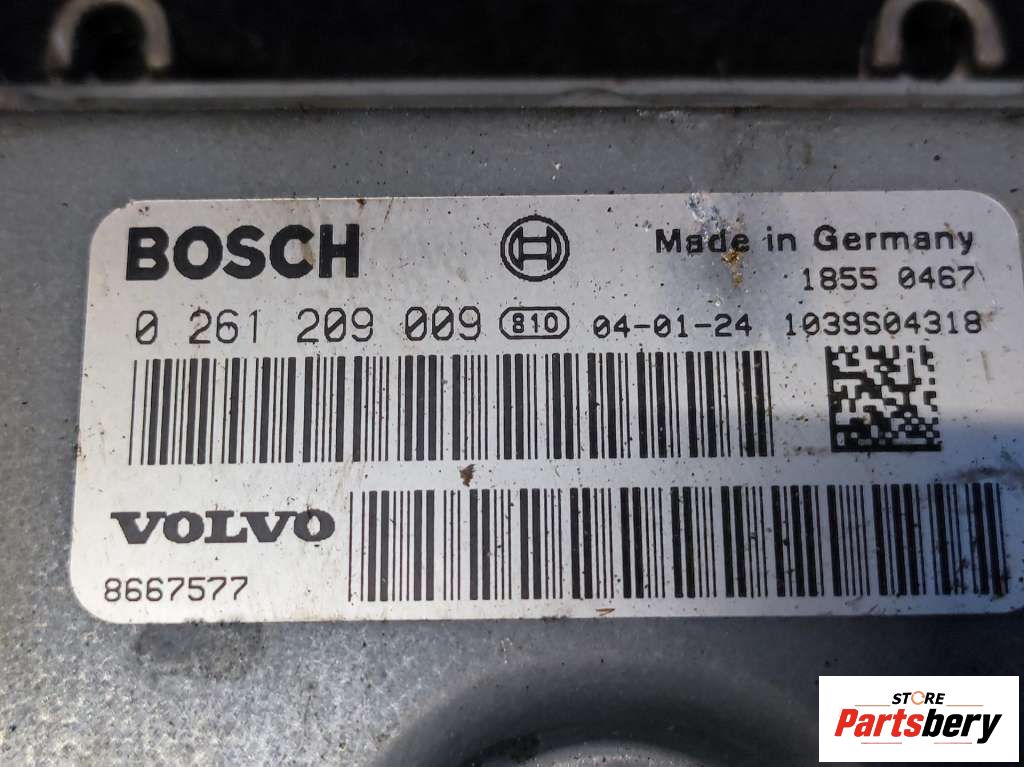 BOSCH
Made in Germany
1855 0467
0 261 209 009 810 04-01-24 1039S04318
VOLVO
8667577
STORE
Partsbery